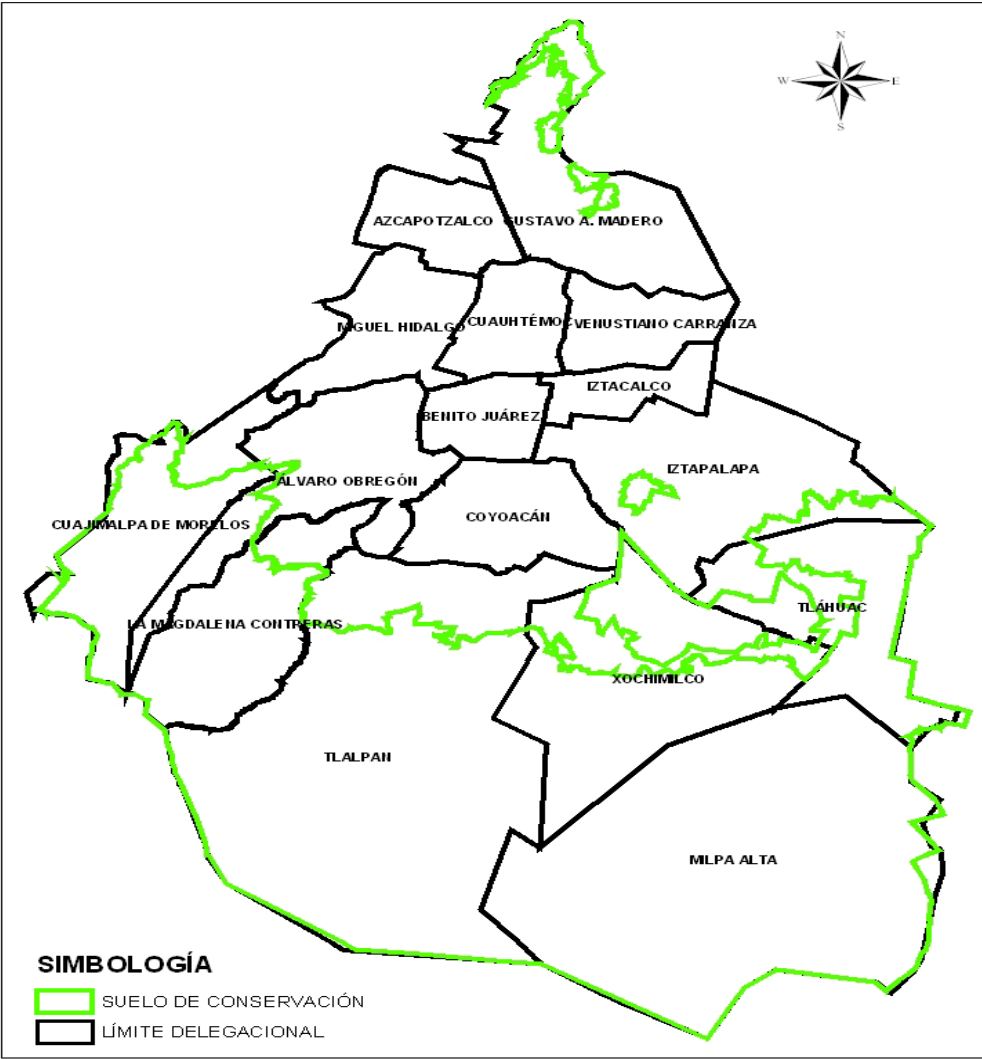 N
W E
S
AZCAPOTZALCO
GUSTAVO A. MADERO
MIGUEL HIDALGO
CUAUHTÉMOC
VENUSTIANO CARRANZA
IZTACALCO
BENITO JUÁREZ
IZTAPALAPA
ÁLVARO OBREGÓN
COYOACÁN
CUAJIMALPA DE MORELOS
TLÁHUAC
LA MAGDALENA CONTRERAS
XOCHIMILCO
TLALPAN
MILPA ALTA
SIMBOLOGÍA
SUELO DE CONSERVACIÓN
LÍMITE DELEGACIONAL